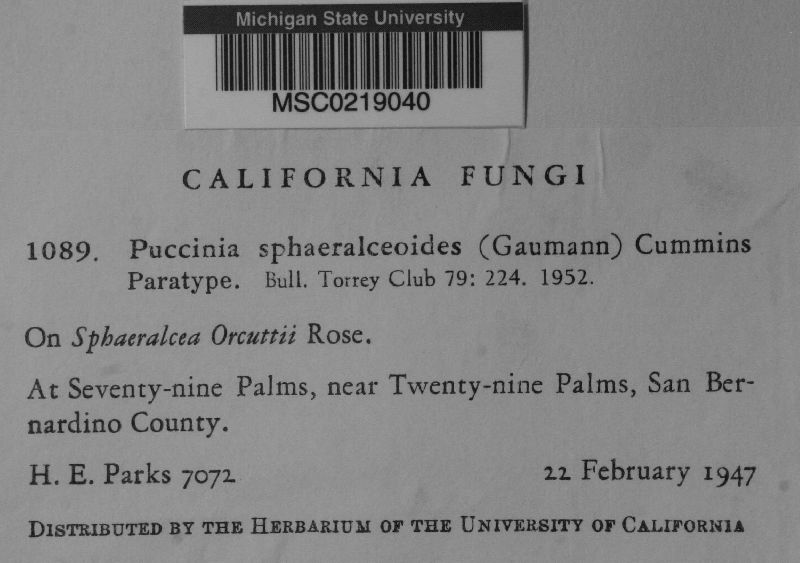 Michigan State University
MSC0219040
CALIFORNIA FUNGI
1089. Puccinia sphaeralceoides (Gaumann) Cummins
Paratype. Bull. Torrey Club 79: 224. 1952.
On Sphaeralcea Orcuttii Rose.
At Seventy-nine Palms, near Twenty-nine Palms, San Ber-
nardino County.
H. E. Parks 7072 22 February 1947
DISTRIBUTED BY THE HERBARIUM OF THE UNIVERSITY OF CALIFORNIA